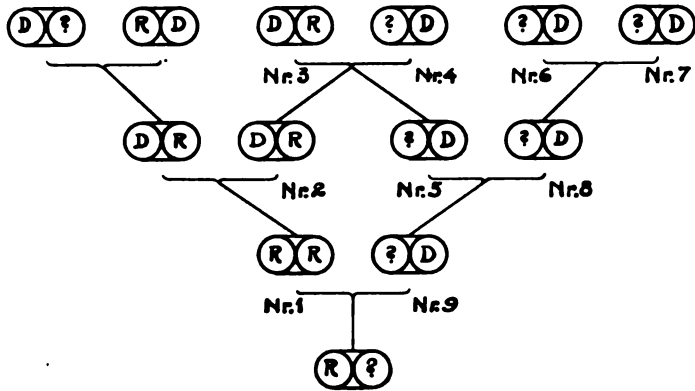 D ? R D D R ? D ? D ? D
Nr.3 Nr.4 Nr.6 Nr.7
D R D R ? D ? D
Nr.2 Nr.5 Nr.8
R R ? D
Nr.1 Nr.9
R ?